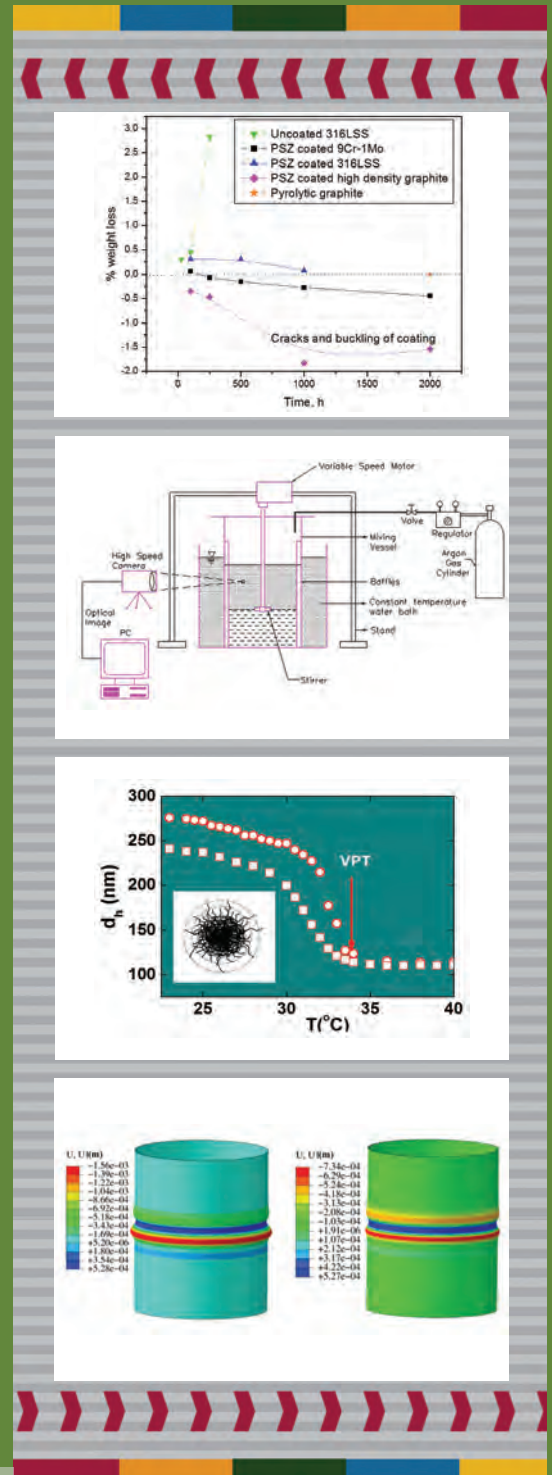 3.0
2.5
2.0
1.5
1.0
0.5
0.0
-0.5
-1.0
-1.5
-2.0
% weight loss
Uncoated 316LSS
PSZ coated 9Cr-1Mo
PSZ coated 316LSS
PSZ coated high density graphite
Pyrolytic graphite
Cracks and buckling of coating
0 500 1000 1500 2000
Time, h
Variable Speed Motor
Valve
Regulator
Mixing
Vessel
Argon
Gas
Cylinder
High Speed
Camera
Baffles
Optical
Image
Constant temperature
water bath
PC
Stand
Stirrer
300
250
200
150
100
d_h (nm)
VPT
25 30 35 40
T(°C)
U, U(m)
−1.56e−03
−1.39e−03
−1.22e−03
−1.04e−03
−8.66e−04
−6.92e−04
−5.18e−04
−3.43e−04
−1.69e−04
+5.20e−06
+1.80e−04
+3.54e−04
+5.28e−04
U, U(m)
−7.34e−04
−6.29e−04
−5.24e−04
−4.18e−04
−3.13e−04
−2.08e−04
−1.03e−04
+1.91e−06
+1.07e−04
+2.12e−04
+3.17e−04
+4.22e−04
+5.27e−04